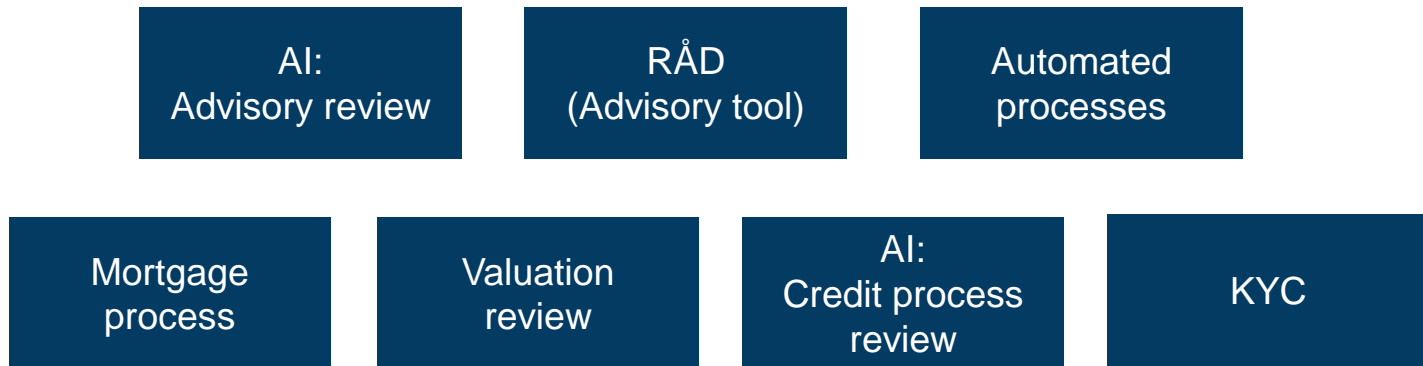 AI:
Advisory review
RÅD
(Advisory tool)
Automated
processes
Mortgage
process
Valuation
review
AI:
Credit process
review
KYC